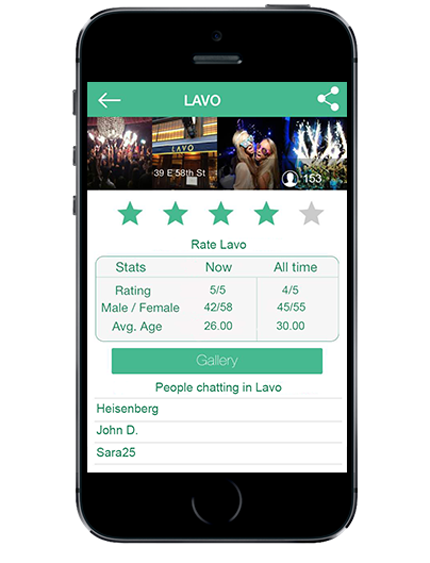 LAVO
LAVO
39 E 58th St
153
Rate Lavo
Stats Now All time
Rating 5/5 4/5
Male / Female 42/58 45/55
Avg. Age 26.00 30.00
Gallery
People chatting in Lavo
Heisenberg
John D.
Sara25